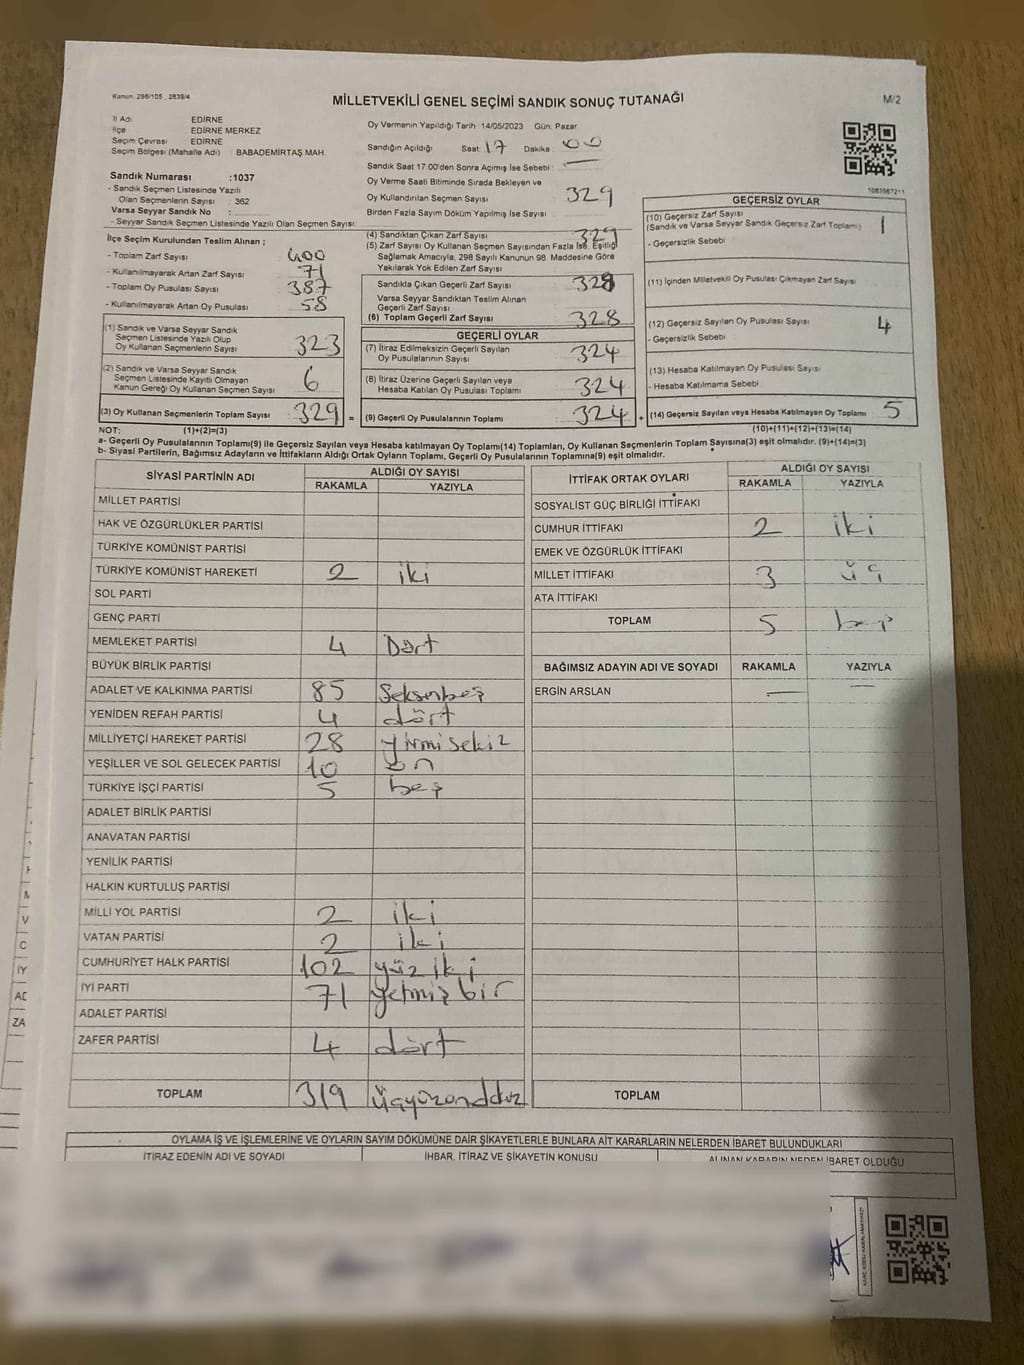 Kanun: 298/105 , 2839/4
MİLLETVEKİLİ GENEL SEÇİMİ SANDIK SONUÇ TUTANAĞI
M/2
İl Adı EDİRNE
İlçe EDİRNE MERKEZ
Seçim Çevresi EDİRNE
Seçim Bölgesi (Mahalle Adı) : BABADEMİRTAŞ MAH.
Sandık Numarası :1037
- Sandık Seçmen Listesinde Yazılı
Olan Seçmenlerin Sayısı : 362
Varsa Seyyar Sandık No :
- Seyyar Sandık Seçmen Listesinde Yazılı Olan Seçmen Sayısı
Oy Vermenin Yapıldığı Tarih :14/05/2023 Gün: Pazar
Sandığın Açıldığı Saat: 17 Dakika: 00
Sandık Saat 17:00'den Sonra Açımış İse Sebebi : —
Oy Verme Saati Bitiminde Sırada Bekleyen ve
Oy Kullandırılan Seçmen Sayısı : 329
Birden Fazla Sayım Döküm Yapılmış İse Sayısı
1083567211
İlçe Seçim Kurulundan Teslim Alınan ;
- Toplam Zarf Sayısı : 400
- Kullanılmayarak Artan Zarf Sayısı : 71
- Toplam Oy Pusulası Sayısı : 387
- Kullanılmayarak Artan Oy Pusulası : 58
(1) Sandık ve Varsa Seyyar Sandık
Seçmen Listesinde Yazılı Olup
Oy Kullanan Seçmenlerin Sayısı : 323
(2) Sandık ve Varsa Seyyar Sandık
Seçmen Listesinde Kayıtlı Olmayan
Kanun Gereği Oy Kullanan Seçmen Sayısı : 6
(3) Oy Kullanan Seçmenlerin Toplam Sayısı : 329 =
(4) Sandıktan Çıkan Zarf Sayısı : 329
(5) Zarf Sayısı Oy Kullanan Seçmen Sayısından Fazla İse, Eşitliği
Sağlamak Amacıyla, 298 Sayılı Kanunun 98. Maddesine Göre
Yakılarak Yok Edilen Zarf Sayısı
Sandıkta Çıkan Geçerli Zarf Sayısı : 328
Varsa Seyyar Sandıktan Teslim Alınan
Geçerli Zarf Sayısı
(6) Toplam Geçerli Zarf Sayısı : 328
GEÇERLİ OYLAR
(7) İtiraz Edilmeksizin Geçerli Sayılan
Oy Pusulalarının Sayısı : 324
(8) İtiraz Üzerine Geçerli Sayılan veya
Hesaba Katılan Oy Pusulası Toplamı : 324
(9) Geçerli Oy Pusulalarının Toplamı : 324 +
GEÇERSİZ OYLAR
(10) Geçersiz Zarf Sayısı : 1
(Sandık ve Varsa Seyyar Sandık Geçersiz Zarf Toplamı)
- Geçersizlik Sebebi
(11) İçinden Milletvekili Oy Pusulası Çıkmayan Zarf Sayısı
(12) Geçersiz Sayılan Oy Pusulası Sayısı : 4
- Geçersizlik Sebebi
(13) Hesaba Katılmayan Oy Pusulası Sayısı
- Hesaba Katılmama Sebebi
(14) Geçersiz Sayılan veya Hesaba Katılmayan Oy Toplamı : 5
NOT: (1)+(2)=(3) (10)+(11)+(12)+(13)=(14)
a- Geçerli Oy Pusulalarının Toplamı(9) ile Geçersiz Sayılan veya Hesaba katılmayan Oy Toplamı(14) Toplamları, Oy Kullanan Seçmenlerin Toplam Sayısına(3) eşit olmalıdır. (9)+(14)=(3)
b- Siyasi Partilerin, Bağımsız Adayların ve İttifakların Aldığı Ortak Oyların Toplamı, Geçerli Oy Pusulalarının Toplamına(9) eşit olmalıdır.
SİYASİ PARTİNİN ADI ALDIĞI OY SAYISI
RAKAMLA YAZIYLA
MİLLET PARTİSİ
HAK VE ÖZGÜRLÜKLER PARTİSİ
TÜRKİYE KOMÜNİST PARTİSİ
TÜRKİYE KOMÜNİST HAREKETİ 2 iki
SOL PARTİ
GENÇ PARTİ
MEMLEKET PARTİSİ 4 Dört
BÜYÜK BİRLİK PARTİSİ
ADALET VE KALKINMA PARTİSİ 85 Seksenbeş
YENİDEN REFAH PARTİSİ 4 dört
MİLLİYETÇİ HAREKET PARTİSİ 28 yirmisekiz
YEŞİLLER VE SOL GELECEK PARTİSİ 10 on
TÜRKİYE İŞÇİ PARTİSİ 5 beş
ADALET BİRLİK PARTİSİ
ANAVATAN PARTİSİ
YENİLİK PARTİSİ
HALKIN KURTULUŞ PARTİSİ
MİLLİ YOL PARTİSİ 2 iki
VATAN PARTİSİ 2 iki
CUMHURİYET HALK PARTİSİ 102 yüz iki
İYİ PARTİ 71 yetmiş bir
ADALET PARTİSİ
ZAFER PARTİSİ 4 dört
TOPLAM 319 üçyüzondokuz
İTTİFAK ORTAK OYLARI ALDIĞI OY SAYISI
RAKAMLA YAZIYLA
SOSYALİST GÜÇ BİRLİĞİ İTTİFAKI
CUMHUR İTTİFAKI 2 iki
EMEK VE ÖZGÜRLÜK İTTİFAKI
MİLLET İTTİFAKI 3 üç
ATA İTTİFAKI
TOPLAM 5 beş
BAĞIMSIZ ADAYIN ADI VE SOYADI RAKAMLA YAZIYLA
ERGİN ARSLAN — —
TOPLAM
OYLAMA İŞ VE İŞLEMLERİNE VE OYLARIN SAYIM DÖKÜMÜNE DAİR ŞİKAYETLERLE BUNLARA AİT KARARLARIN NELERDEN İBARET BULUNDUKLARI
İTİRAZ EDENİN ADI VE SOYADI İHBAR, İTİRAZ VE ŞİKAYETİN KONUSU ALINAN KARARIN NEDEN İBARET OLDUĞU